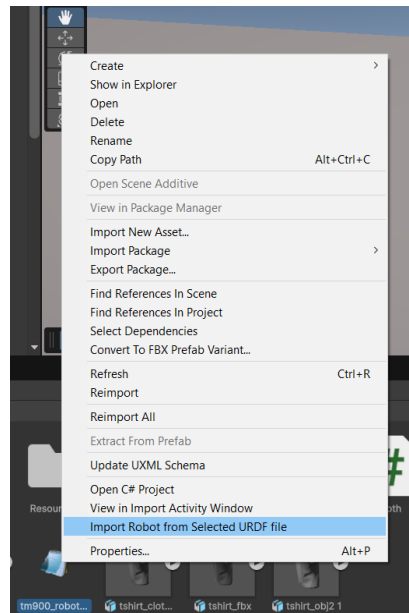 Create
Show in Explorer
Open
Delete
Rename
Copy Path Alt+Ctrl+C
Open Scene Additive
View in Package Manager
Import New Asset...
Import Package
Export Package...
Find References In Scene
Find References In Project
Select Dependencies
Convert To FBX Prefab Variant...
Refresh Ctrl+R
Reimport
Reimport All
Extract From Prefab
Update UXML Schema
Open C# Project
Resour
View in Import Activity Window
oth
Import Robot from Selected URDF file
Properties... Alt+P
tm900_robot... tshirt_clot... tshirt_fbx tshirt_obj2 1